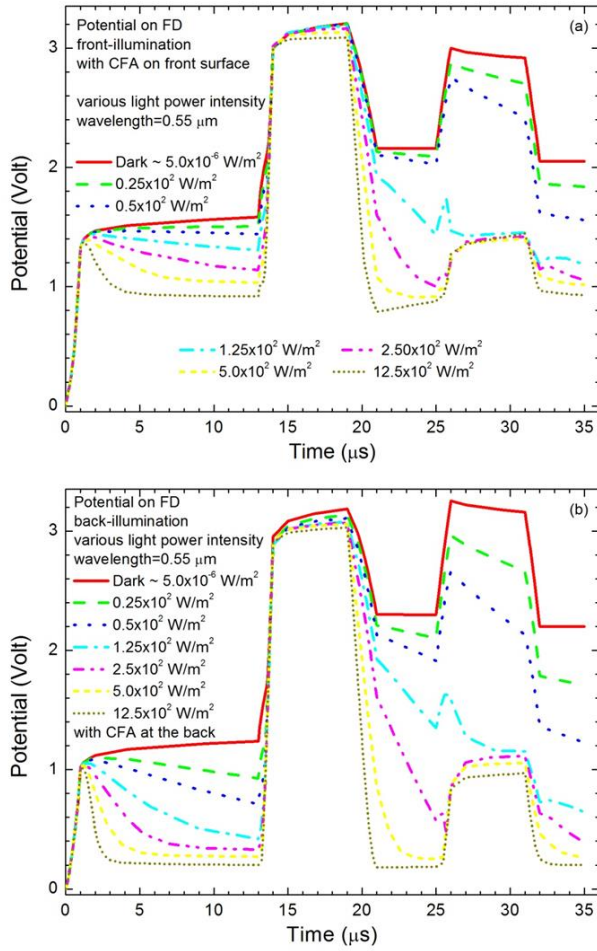 Potential on FD
front-illumination
with CFA on front surface
various light power intensity
wavelength=0.55 μm
Dark ~ 5.0x10⁻⁶ W/m²
0.25x10² W/m²
0.5x10² W/m²
1.25x10² W/m²
2.50x10² W/m²
5.0x10² W/m²
12.5x10² W/m²
(a)
3
2
1
0
Potential (Volt)
0 5 10 15 20 25 30 35
Time (μs)
Potential on FD
back-illumination
various light power intensity
wavelength=0.55 μm
Dark ~ 5.0x10⁻⁶ W/m²
0.25x10² W/m²
0.5x10² W/m²
1.25x10² W/m²
2.5x10² W/m²
5.0x10² W/m²
12.5x10² W/m²
with CFA at the back
(b)
3
2
1
0
Potential (Volt)
0 5 10 15 20 25 30 35
Time (μs)